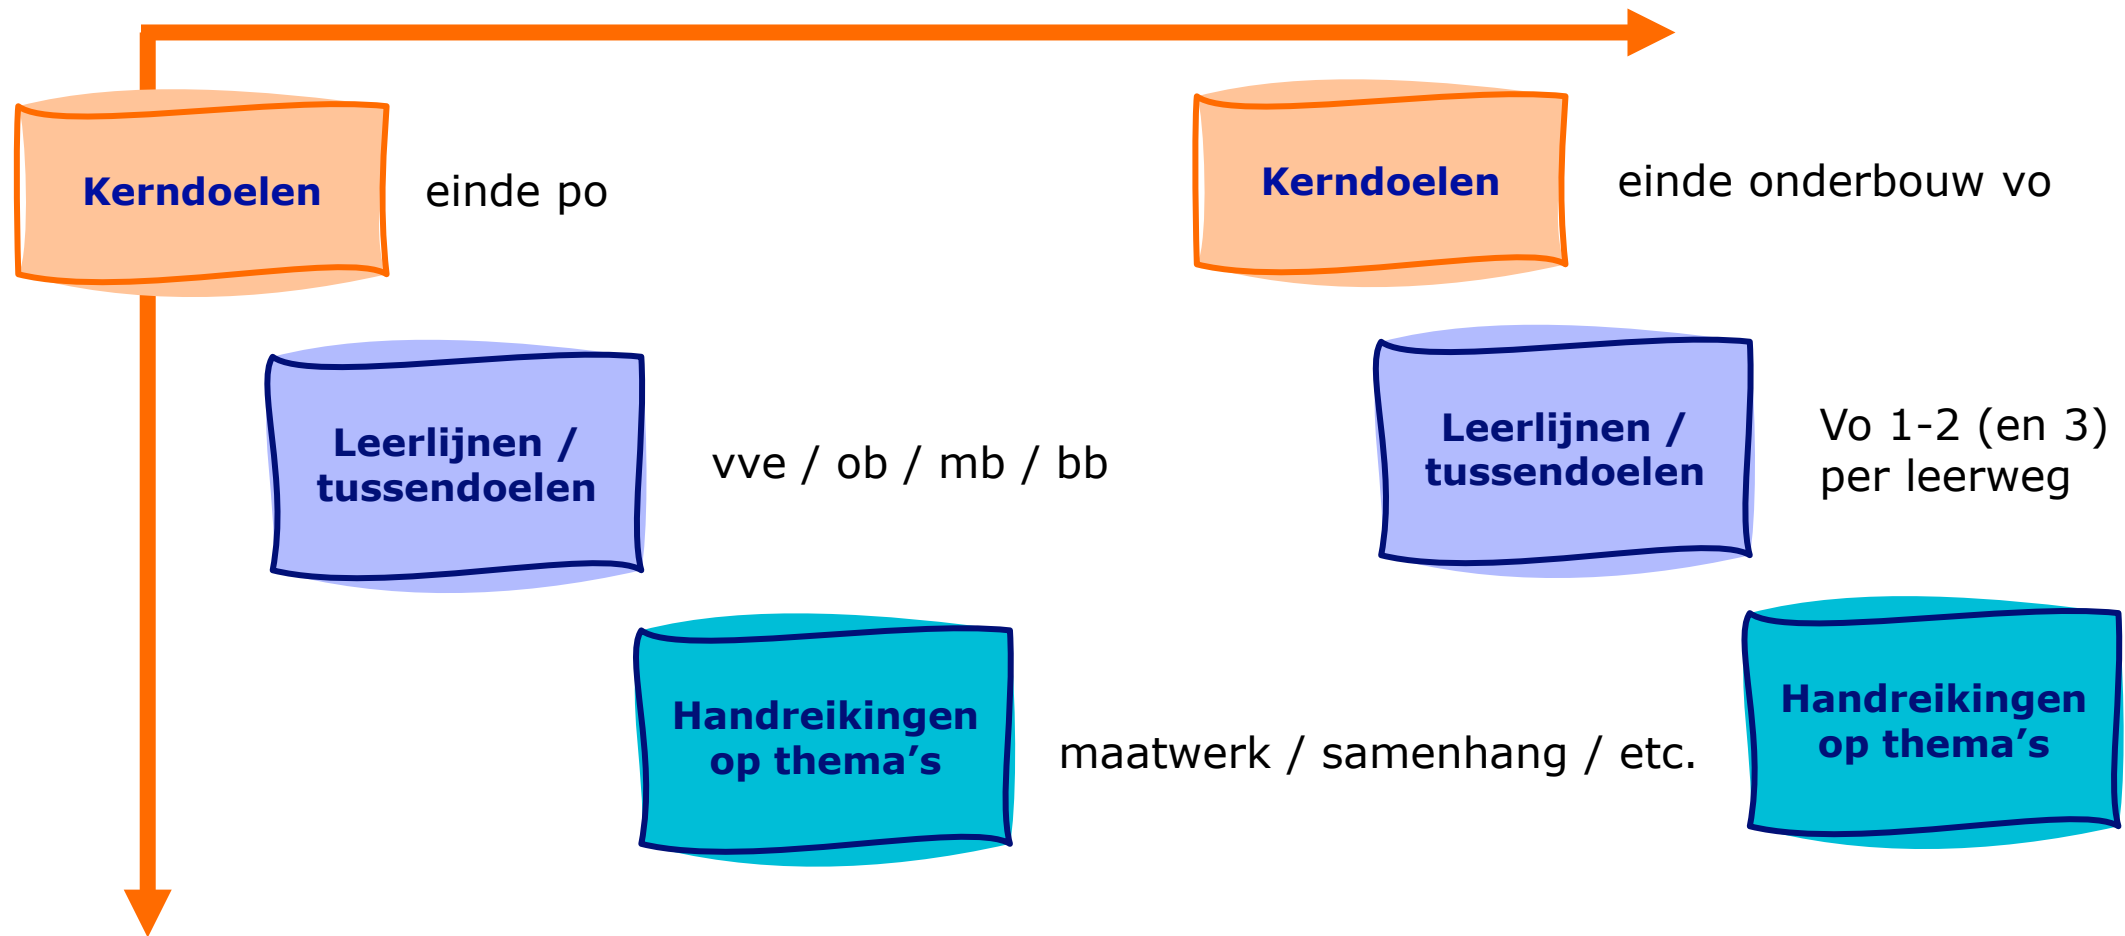 Kerndoelen
einde po
Kerndoelen
einde onderbouw vo
Leerlijnen /
tussendoelen
vve / ob / mb / bb
Leerlijnen /
tussendoelen
Vo 1-2 (en 3)
per leerweg
Handreikingen
op thema’s
maatwerk / samenhang / etc.
Handreikingen
op thema’s